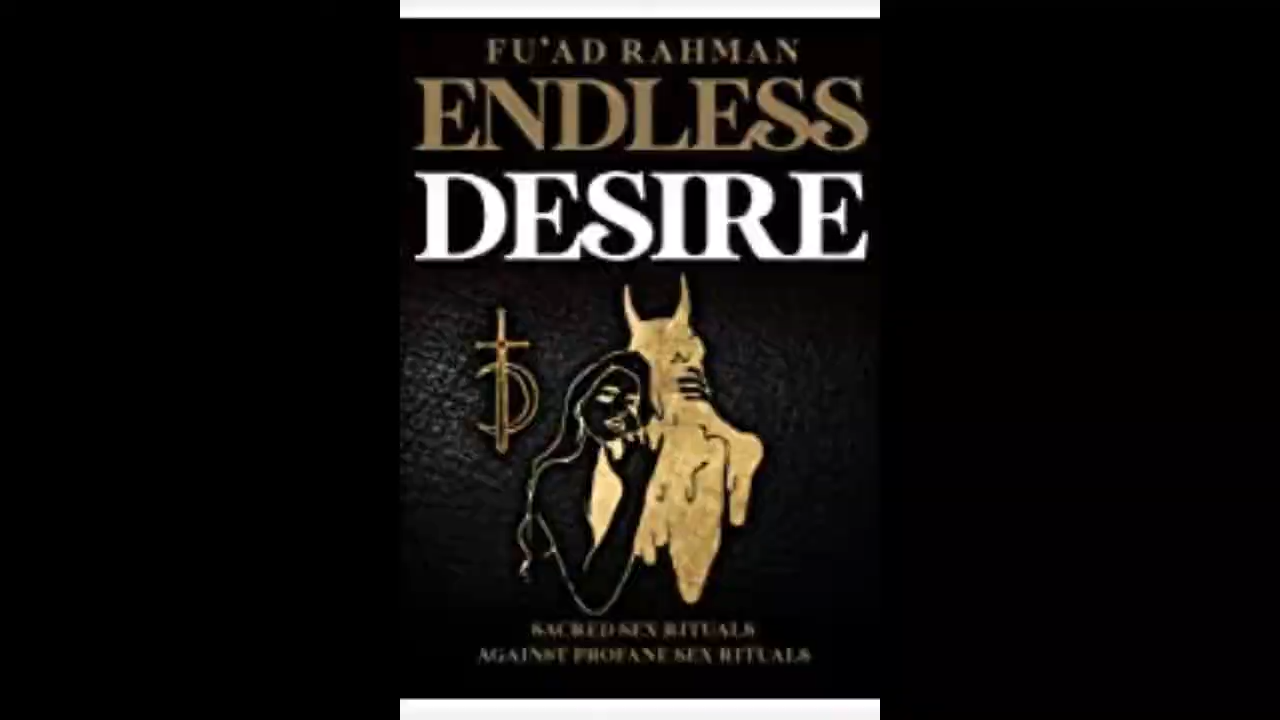 FU'AD RAHMAN
ENDLESS
DESIRE
SACRED SEX RITUALS
AGAINST PROFANE SEX RITUALS